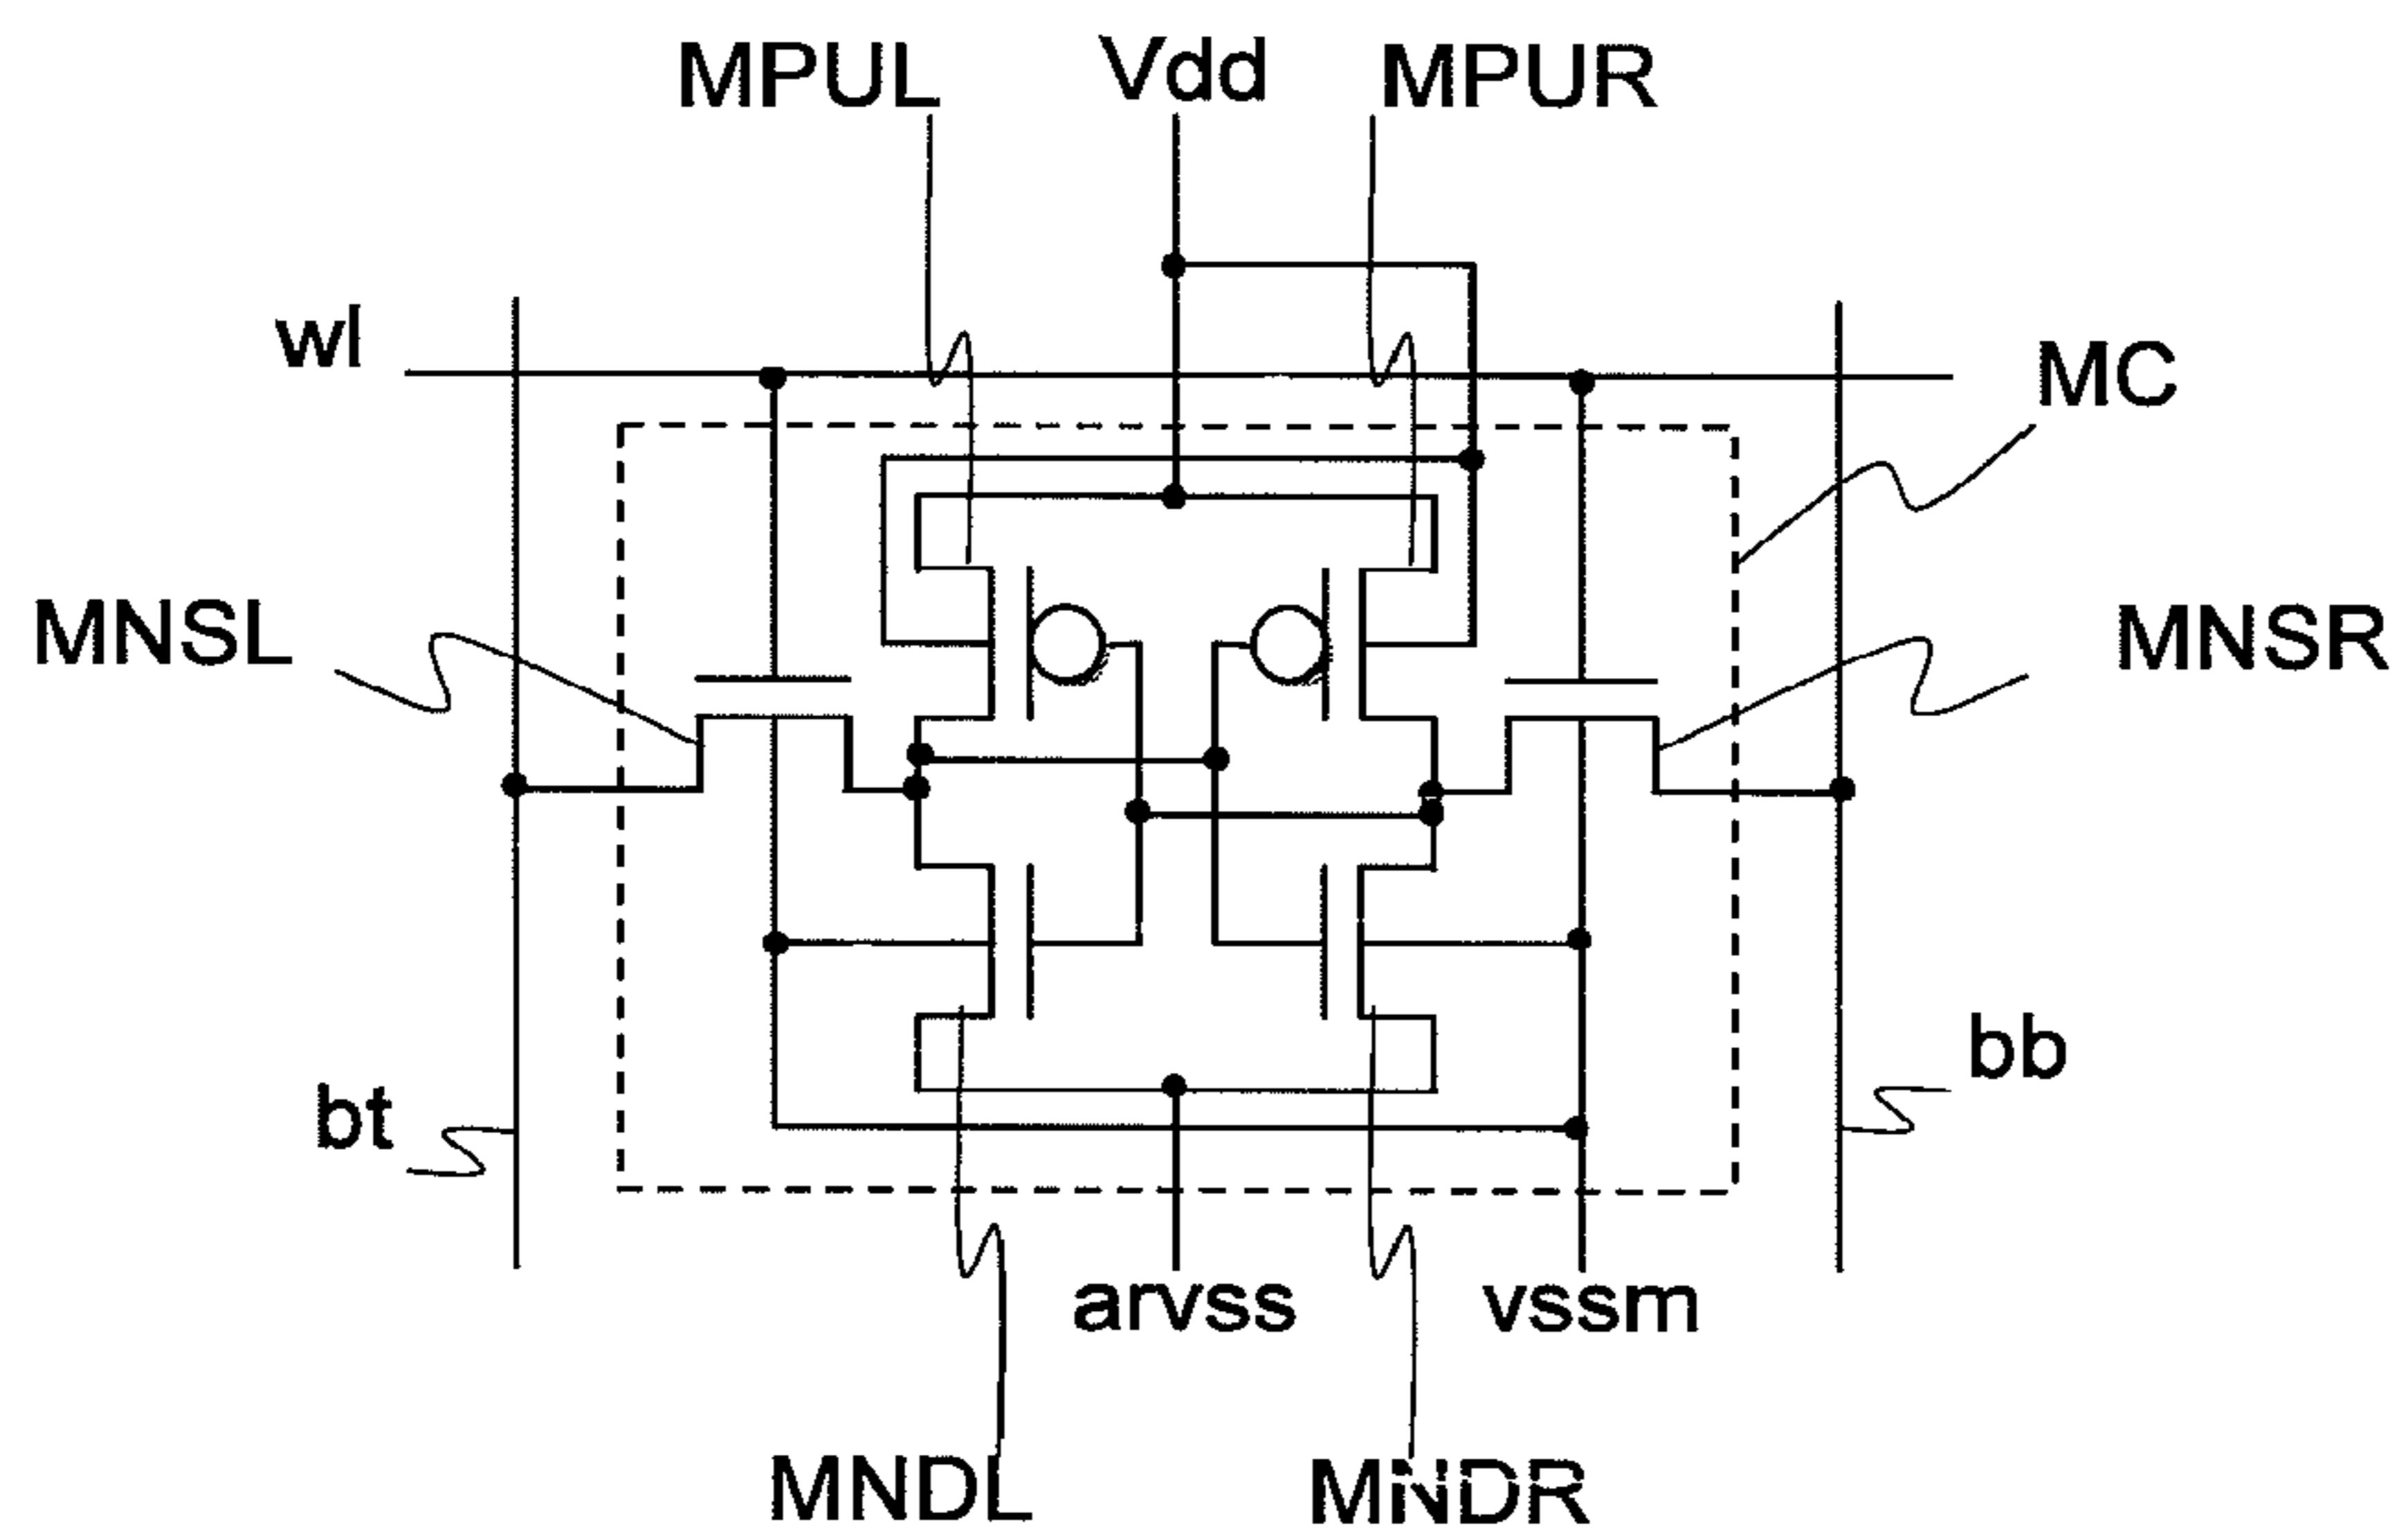 MPUL
Vdd
MPUR
wl
MC
MNSL
MNSR
bt
bb
arvss
vssm
MNDL
MNDR